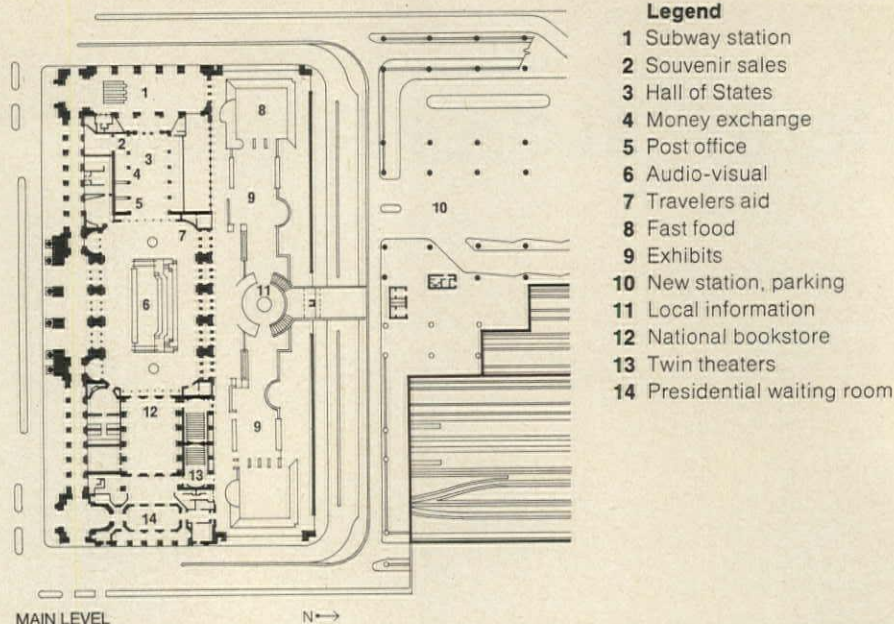 Legend
1 Subway station
2 Souvenir sales
3 Hall of States
4 Money exchange
5 Post office
6 Audio-visual
7 Travelers aid
8 Fast food
9 Exhibits
10 New station, parking
11 Local information
12 National bookstore
13 Twin theaters
14 Presidential waiting room
1
8
2
3
4
9
5
10
7
6
11
12
9
13
14
MAIN LEVEL
N